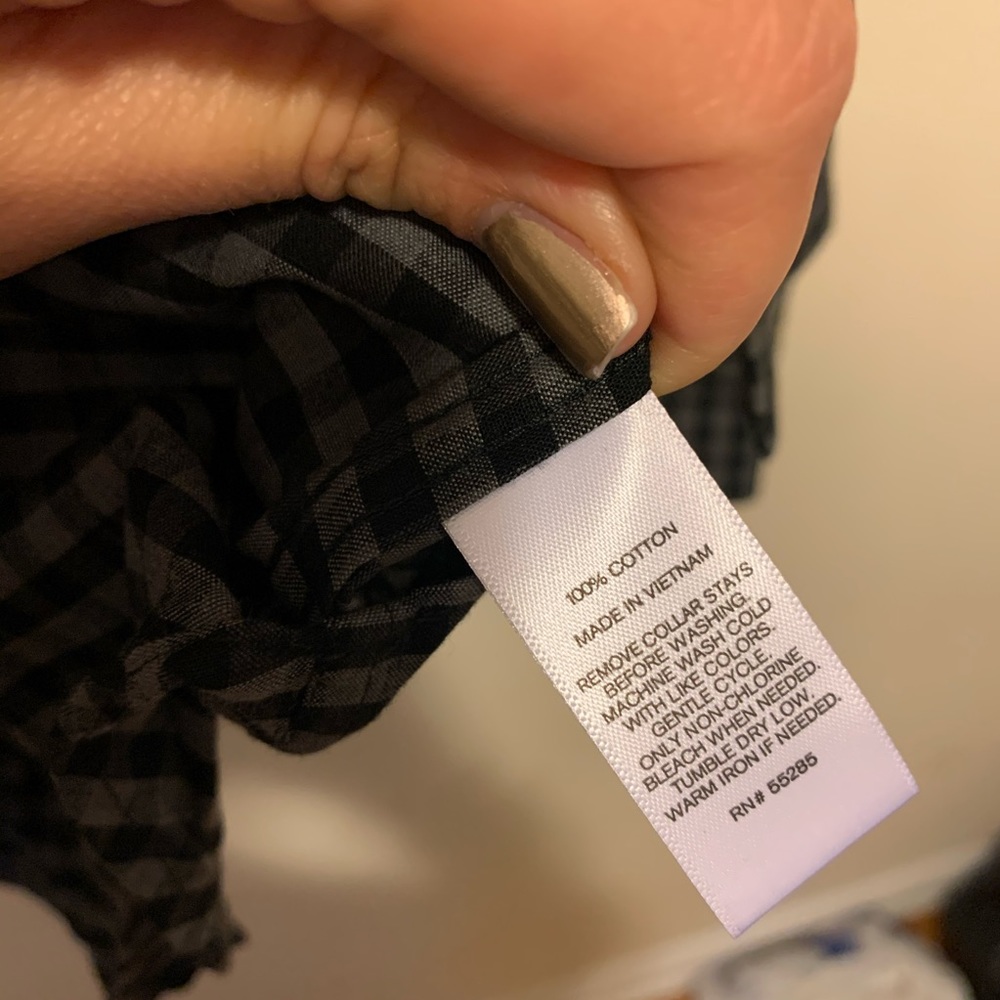 100% COTTON
MADE IN VIETNAM
REMOVE COLLAR STAYS
BEFORE WASHING.
MACHINE WASH COLD
WITH LIKE COLORS.
GENTLE CYCLE.
ONLY NON-CHLORINE
BLEACH WHEN NEEDED.
TUMBLE DRY LOW.
WARM IRON IF NEEDED.
RN# 55285